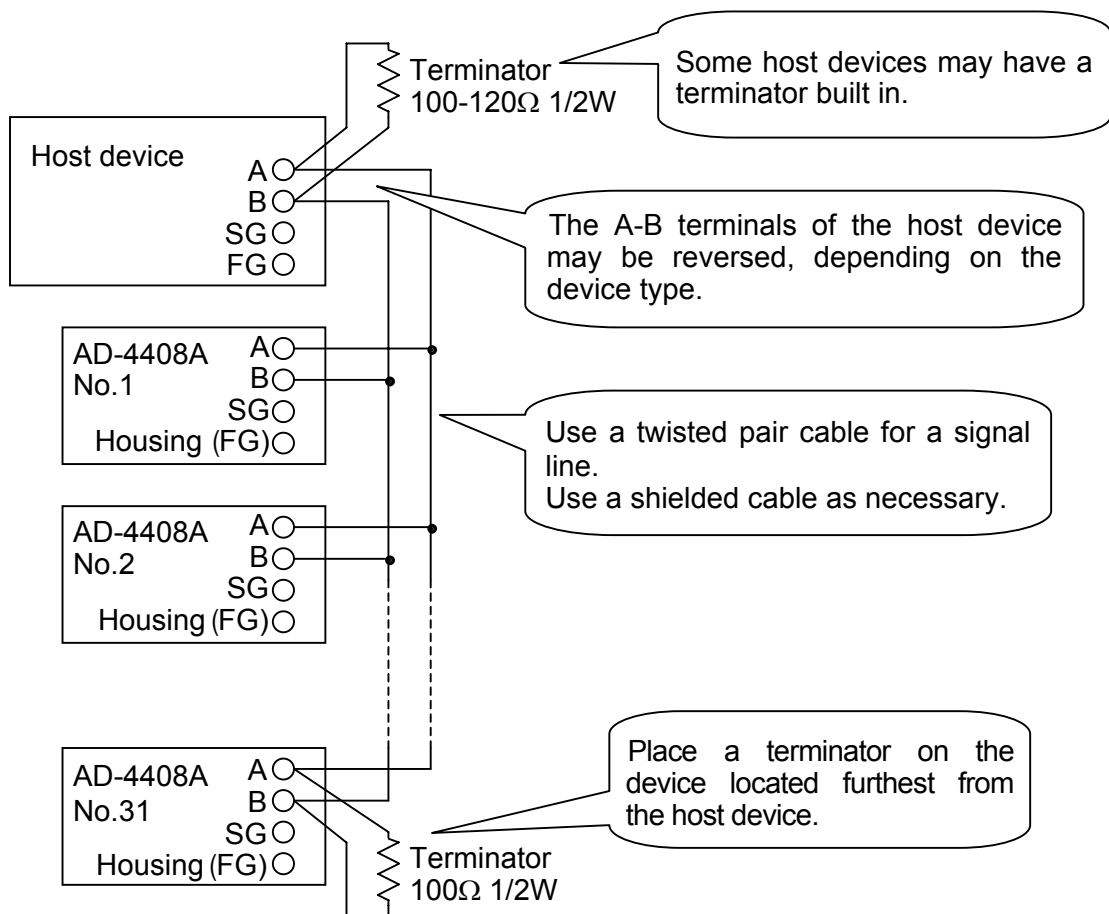 Terminator
100-120Ω 1/2W
Some host devices may have a
terminator built in.
Host device
A
B
SG
FG
The A-B terminals of the host device
may be reversed, depending on the
device type.
AD-4408A
No.1
A
B
SG
Housing (FG)
Use a twisted pair cable for a signal
line.
Use a shielded cable as necessary.
AD-4408A
No.2
A
B
SG
Housing (FG)
AD-4408A
No.31
A
B
SG
Housing (FG)
Place a terminator on the
device located furthest from
the host device.
Terminator
100Ω 1/2W